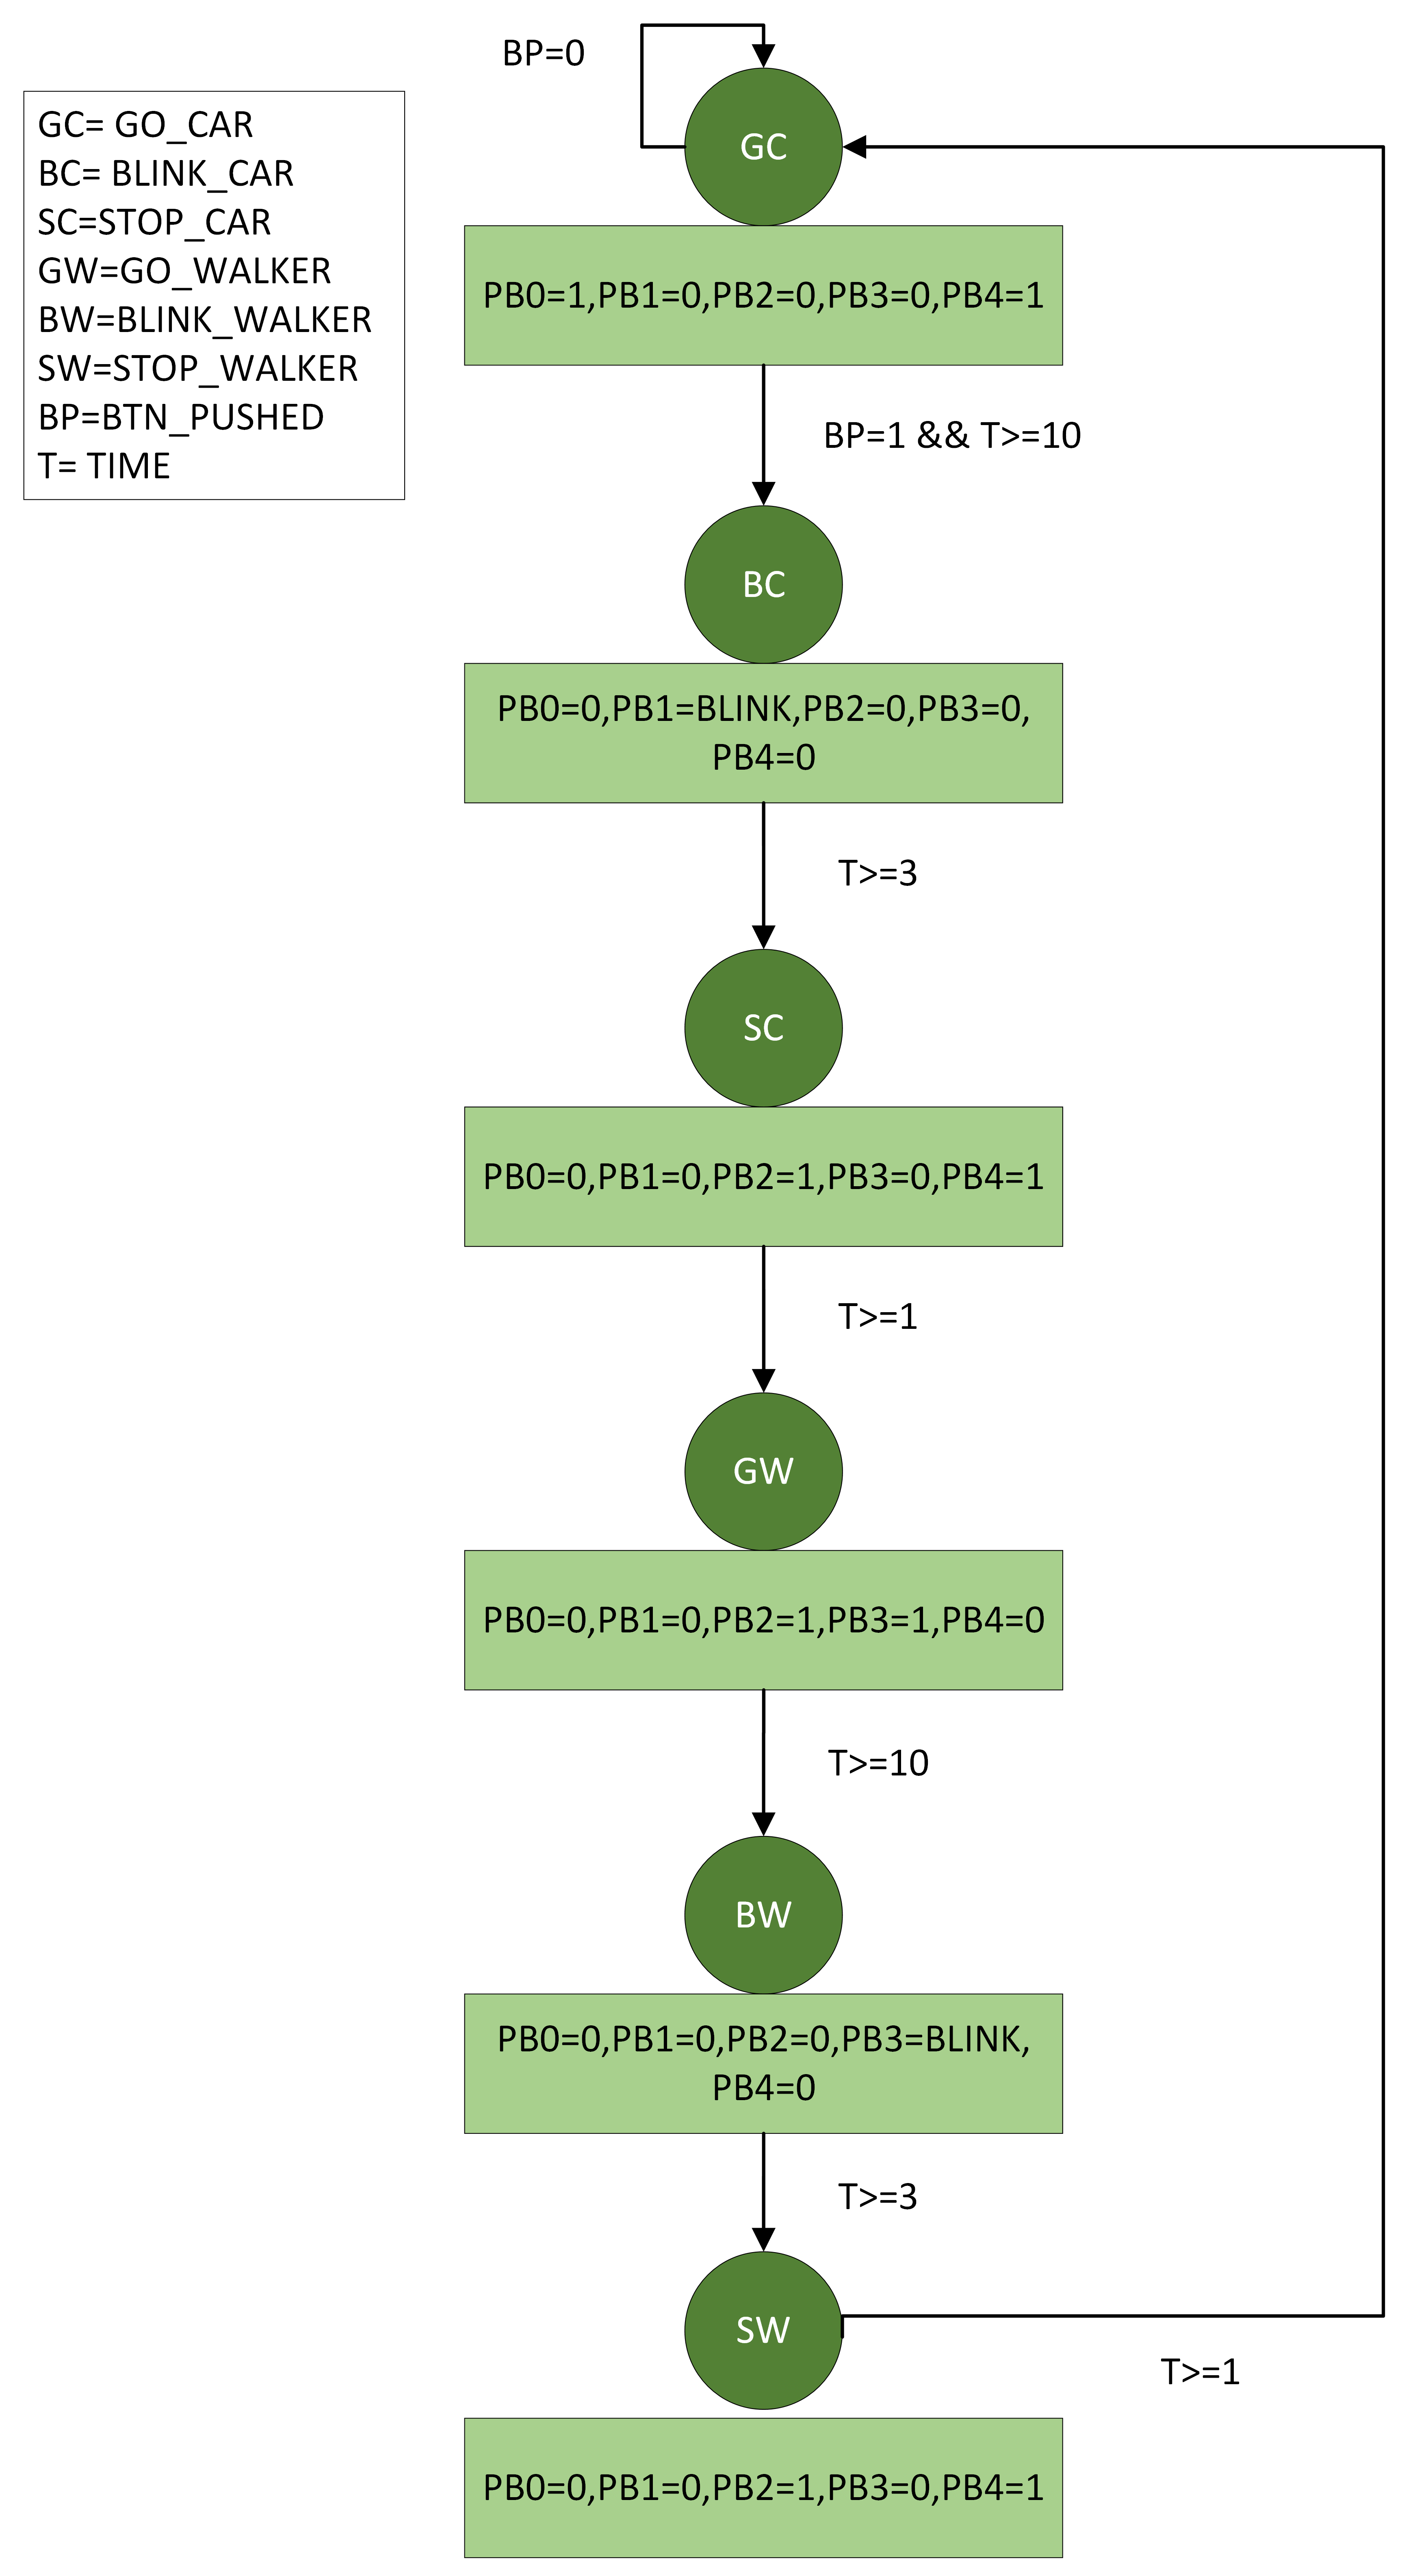 BP=0
GC= GO_CAR
BC= BLINK_CAR
SC=STOP_CAR
GW=GO_WALKER
BW=BLINK_WALKER
SW=STOP_WALKER
BP=BTN_PUSHED
T= TIME
GC
PB0=1,PB1=0,PB2=0,PB3=0,PB4=1
BP=1 && T>=10
BC
PB0=0,PB1=BLINK,PB2=0,PB3=0,
PB4=0
T>=3
SC
PB0=0,PB1=0,PB2=1,PB3=0,PB4=1
T>=1
GW
PB0=0,PB1=0,PB2=1,PB3=1,PB4=0
T>=10
BW
PB0=0,PB1=0,PB2=0,PB3=BLINK,
PB4=0
T>=3
SW
T>=1
PB0=0,PB1=0,PB2=1,PB3=0,PB4=1